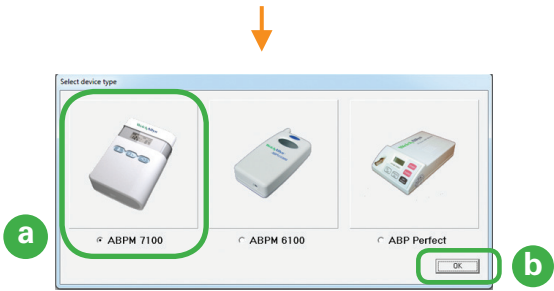 Select device type
a
ABPM 7100
ABPM 6100
ABP Perfect
OK
b